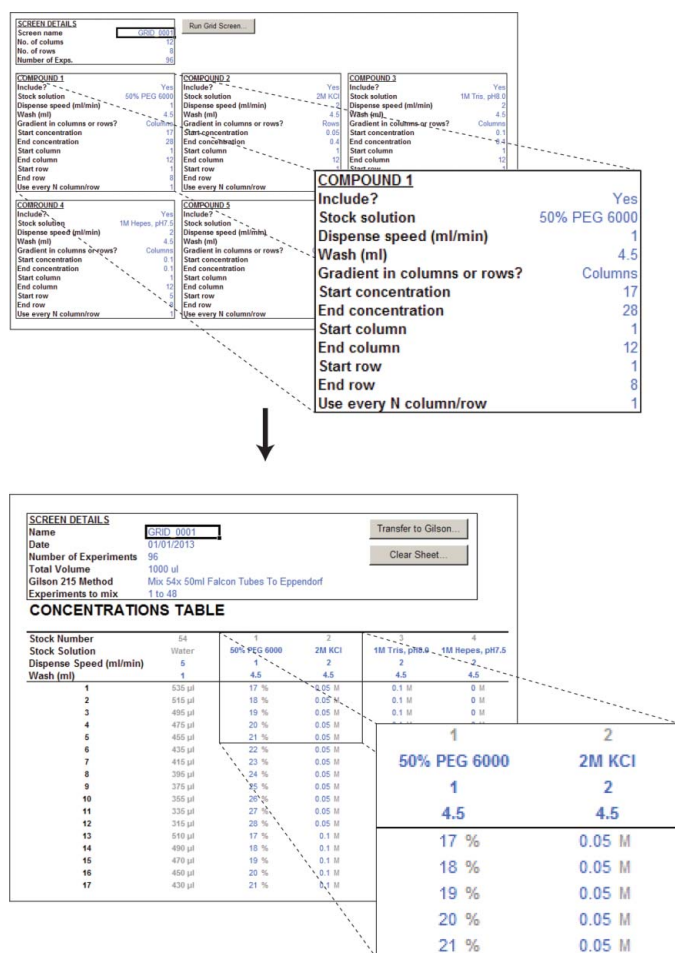 SCREEN DETAILS
Screen name GRID_0001
No. of colums 12
No. of rows 8
Number of Exps. 96
Run Grid Screen...
COMPOUND 1
Include? Yes
Stock solution 50% PEG 6000
Dispense speed (ml/min) 1
Wash (ml) 4.5
Gradient in columns or rows? Columns
Start concentration 17
End concentration 28
Start column 1
End column 12
Start row 1
End row 8
Use every N column/row 1
COMPOUND 2
Include? Yes
Stock solution 2M KCl
Dispense speed (ml/min) 2
Wash (ml) 4.5
Gradient in columns or rows? Rows
Start concentration 0.05
End concentration 0.4
Start column 1
End column 12
Start row
End row
Use every N column/row
COMPOUND 3
Include? Yes
Stock solution 1M Tris, pH8.0
Dispense speed (ml/min) 2
Wash (ml) 4.5
Gradient in columns or rows? Columns
Start concentration 0.1
End concentration
Start column 1
End column 12
Start row
COMPOUND 4
Include? Yes
Stock solution 1M Hepes, pH7.5
Dispense speed (ml/min) 2
Wash (ml) 4.5
Gradient in columns or rows? Columns
Start concentration 0.1
End concentration 0.1
Start column 1
End column 12
Start row 5
End row 8
Use every N column/row 1
COMPOUND 5
Include?
Stock solution
Dispense speed (ml/min)
Wash (ml)
Gradient in columns or rows?
Start concentration
End concentration
Start column
End column
Start row
End row
Use every N column/row
COMPOUND 1
Include? Yes
Stock solution 50% PEG 6000
Dispense speed (ml/min) 1
Wash (ml) 4.5
Gradient in columns or rows? Columns
Start concentration 17
End concentration 28
Start column 1
End column 12
Start row 1
End row 8
Use every N column/row 1
SCREEN DETAILS
Name GRID_0001
Date 01/01/2013
Number of Experiments 96
Total Volume 1000 ul
Gilson 215 Method Mix 54x 50ml Falcon Tubes To Eppendorf
Experiments to mix 1 to 48
Transfer to Gilson...
Clear Sheet...
CONCENTRATIONS TABLE
Stock Number 54 1 2 3 4
Stock Solution Water 50% PEG 6000 2M KCl 1M Tris, pH8.0 1M Hepes, pH7.5
Dispense Speed (ml/min) 5 1 2 2 2
Wash (ml) 1 4.5 4.5 4.5 4.5
1 535 µl 17 % 0.05 M 0.1 M 0 M
2 515 µl 18 % 0.05 M 0.1 M 0 M
3 495 µl 19 % 0.05 M 0.1 M 0 M
4 475 µl 20 % 0.05 M
5 455 µl 21 % 0.05 M
6 435 µl 22 % 0.05 M
7 415 µl 23 % 0.05 M
8 395 µl 24 % 0.05 M
9 375 µl 25 % 0.05 M
10 355 µl 26 % 0.05 M
11 335 µl 27 % 0.05 M
12 315 µl 28 % 0.05 M
13 510 µl 17 % 0.1 M
14 490 µl 18 % 0.1 M
15 470 µl 19 % 0.1 M
16 450 µl 20 % 0.1 M
17 430 µl 21 % 0.1 M
1 2
50% PEG 6000 2M KCl
1 2
4.5 4.5
17 % 0.05 M
18 % 0.05 M
19 % 0.05 M
20 % 0.05 M
21 % 0.05 M